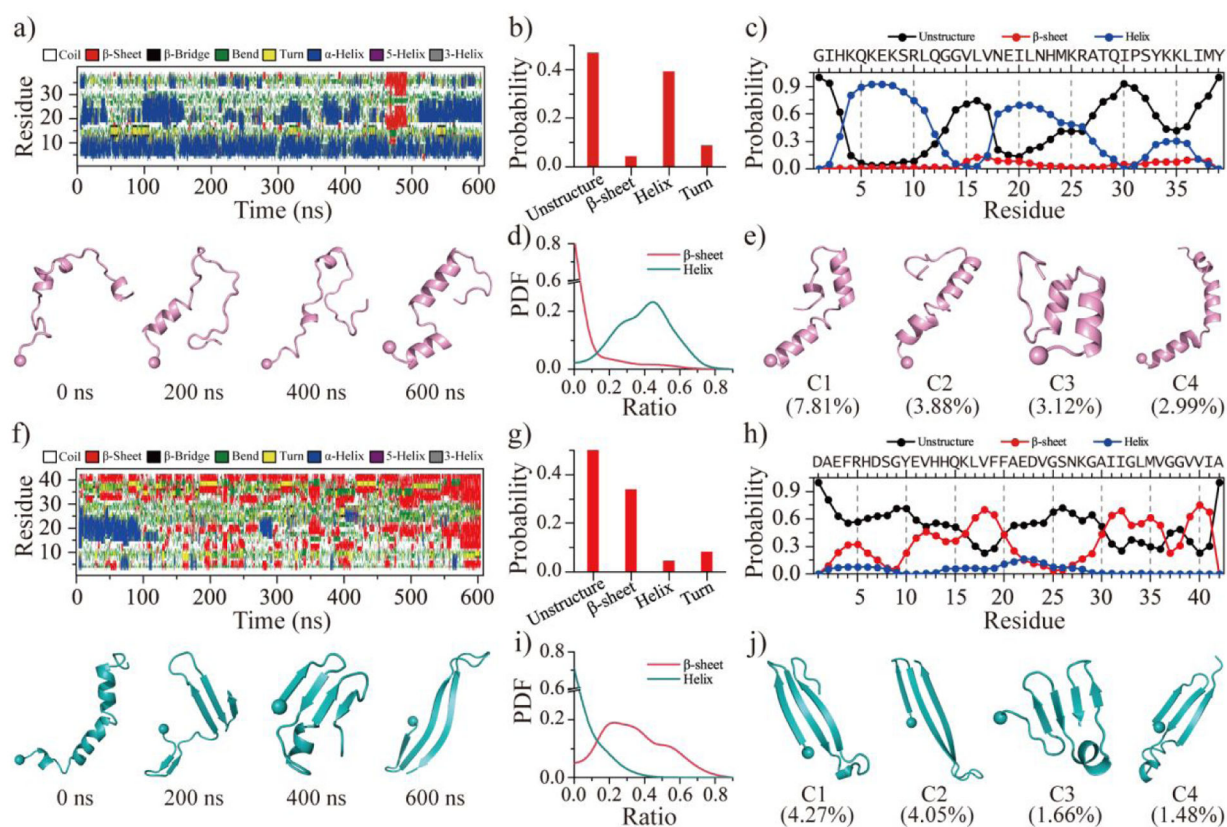 a)
Coil β-Sheet β-Bridge Bend Turn α-Helix 5-Helix 3-Helix
Residue
30
20
10
0 100 200 300 400 500 600
Time (ns)
b)
Probability
0.4
0.2
0.0
Unstructure β-sheet Helix Turn
c)
Unstructure β-sheet Helix
GIHKQKEKSRLQGGVLVNEILNHMKRATQIPSYKKLIMY
Probability
0.9
0.6
0.3
0.0
5 10 15 20 25 30 35
Residue
0 ns 200 ns 400 ns 600 ns
d)
PDF
0.8
0.6
0.2
0.0
β-sheet
Helix
0.0 0.2 0.4 0.6 0.8
Ratio
e)
C1 C2 C3 C4
(7.81%) (3.88%) (3.12%) (2.99%)
f)
Coil β-Sheet β-Bridge Bend Turn α-Helix 5-Helix 3-Helix
Residue
40
30
20
10
0 100 200 300 400 500 600
Time (ns)
g)
Probability
0.4
0.2
0.0
Unstructure β-sheet Helix Turn
h)
Unstructure β-sheet Helix
DAEFRHDSGYEVHHQKLVFFAEDVGSNKGAIIGLMVGGVVIA
Probability
0.9
0.6
0.3
0.0
5 10 15 20 25 30 35 40
Residue
0 ns 200 ns 400 ns 600 ns
i)
PDF
0.8
0.6
0.2
0.0
β-sheet
Helix
0.0 0.2 0.4 0.6 0.8
Ratio
j)
C1 C2 C3 C4
(4.27%) (4.05%) (1.66%) (1.48%)